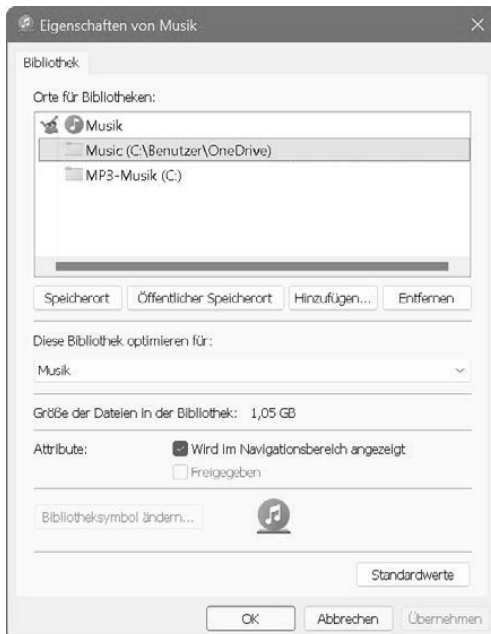 Eigenschaften von Musik
Bibliothek
Orte für Bibliotheken:
Musik
Music (C:\Benutzer\OneDrive)
MP3-Musik (C:)
Speicherort Öffentlicher Speicherort Hinzufügen... Entfernen
Diese Bibliothek optimieren für:
Musik
Größe der Dateien in der Bibliothek: 1,05 GB
Attribute: Wird im Navigationsbereich angezeigt
Freigegeben
Bibliotheksymbol ändern...
Standardwerte
OK Abbrechen Übernehmen